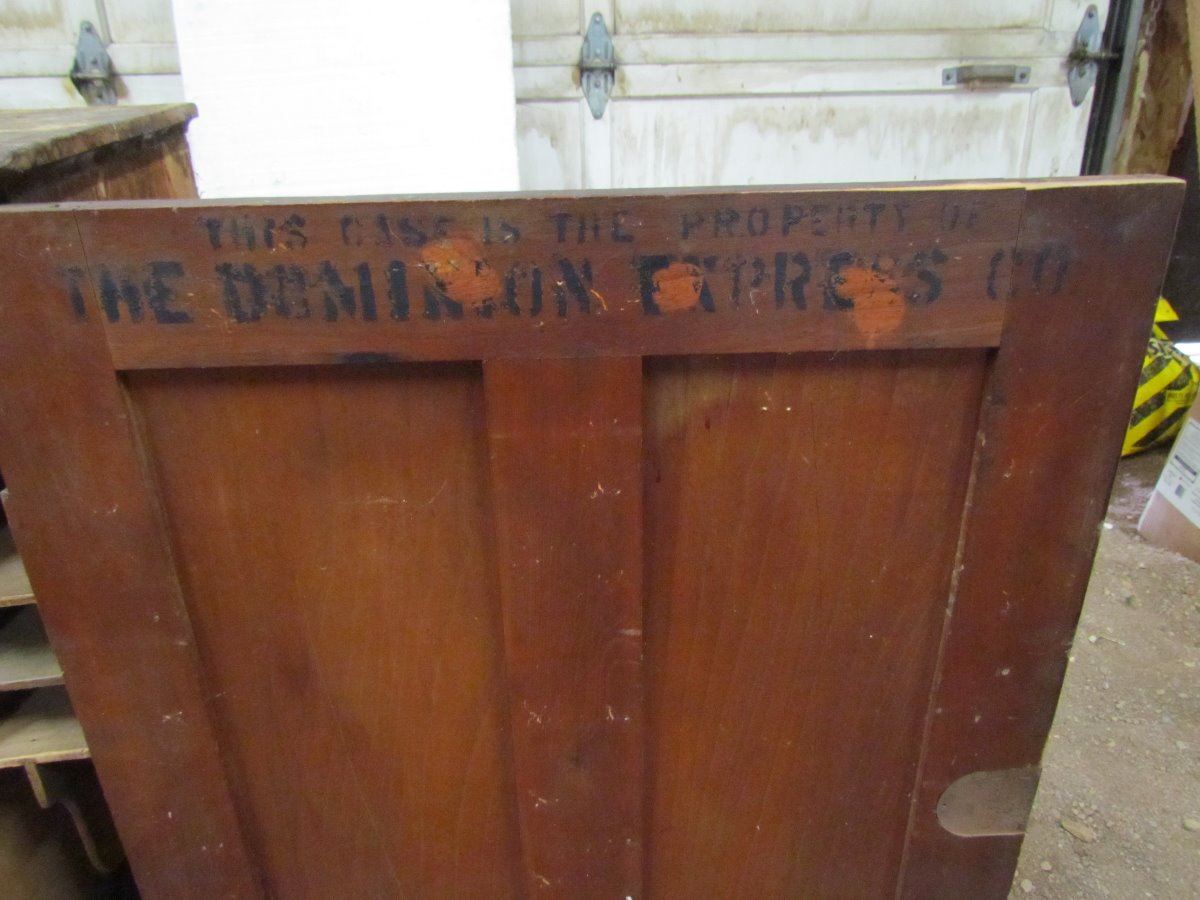 THIS CASE IS THE PROPERTY OF
THE DOMINION EXPRESS CO